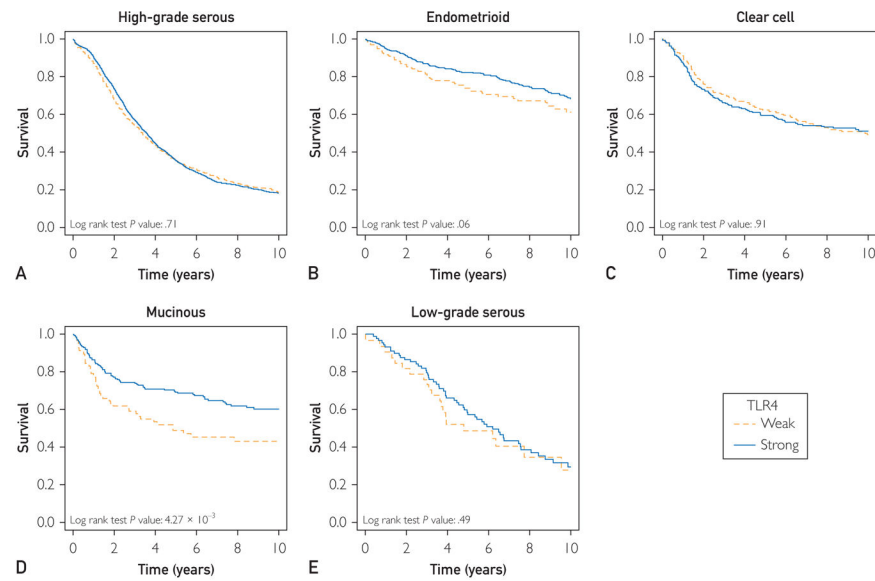 High-grade serous
Survival
1.0
0.8
0.6
0.4
0.2
0.0
Log rank test P value: .71
0 2 4 6 8 10
Time (years)
A
Endometrioid
Survival
1.0
0.8
0.6
0.4
0.2
0.0
Log rank test P value: .06
0 2 4 6 8 10
Time (years)
B
Clear cell
Survival
1.0
0.8
0.6
0.4
0.2
0.0
Log rank test P value: .91
0 2 4 6 8 10
Time (years)
C
Mucinous
Survival
1.0
0.8
0.6
0.4
0.2
0.0
Log rank test P value: 4.27 × 10⁻³
0 2 4 6 8 10
Time (years)
D
Low-grade serous
Survival
1.0
0.8
0.6
0.4
0.2
0.0
Log rank test P value: .49
0 2 4 6 8 10
Time (years)
E
TLR4
Weak
Strong